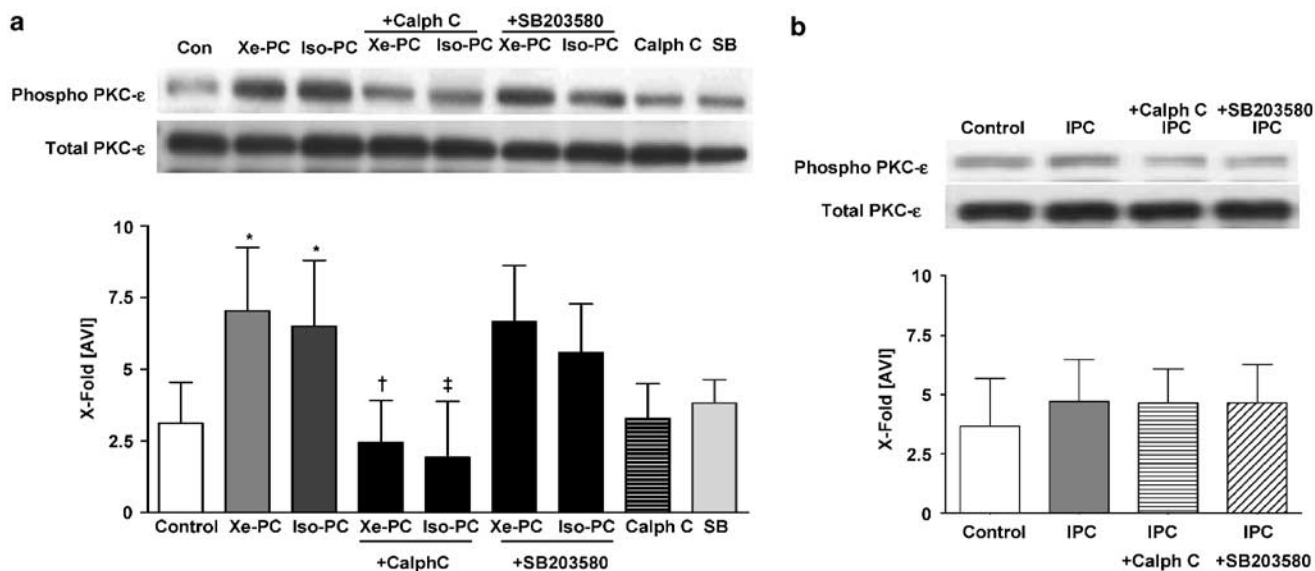 a
+Calph C +SB203580
Con Xe-PC Iso-PC Xe-PC Iso-PC Xe-PC Iso-PC Calph C SB
Phospho PKC-ε
Total PKC-ε
10
7.5
5
2.5
0
X-Fold [AVI]
* * † ‡
Control Xe-PC Iso-PC Xe-PC Iso-PC Xe-PC Iso-PC Calph C SB
+CalphC +SB203580
b
+Calph C +SB203580
Control IPC IPC IPC
Phospho PKC-ε
Total PKC-ε
10
7.5
5
2.5
0
X-Fold [AVI]
Control IPC IPC IPC
+Calph C +SB203580